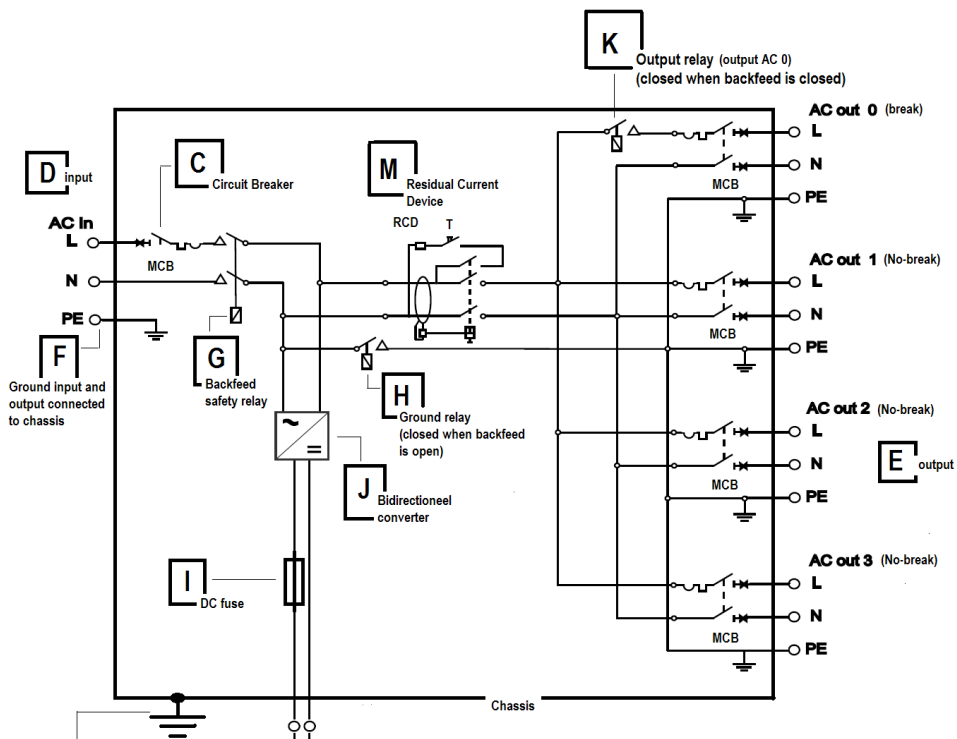 K
Output relay (output AC 0)
(closed when backfeed is closed)
AC out 0 (break)
L
N
MCB
PE
D input
C
Circuit Breaker
M
Residual Current
Device
AC in
L
MCB
N
PE
RCD
T
AC out 1 (No-break)
L
N
MCB
PE
F
Ground input and
output connected
to chassis
G
Backfeed
safety relay
H
Ground relay
(closed when backfeed
is open)
~
=
J
Bidirectioneel
converter
AC out 2 (No-break)
L
N
MCB
PE
E output
I
DC fuse
AC out 3 (No-break)
L
N
MCB
PE
Chassis